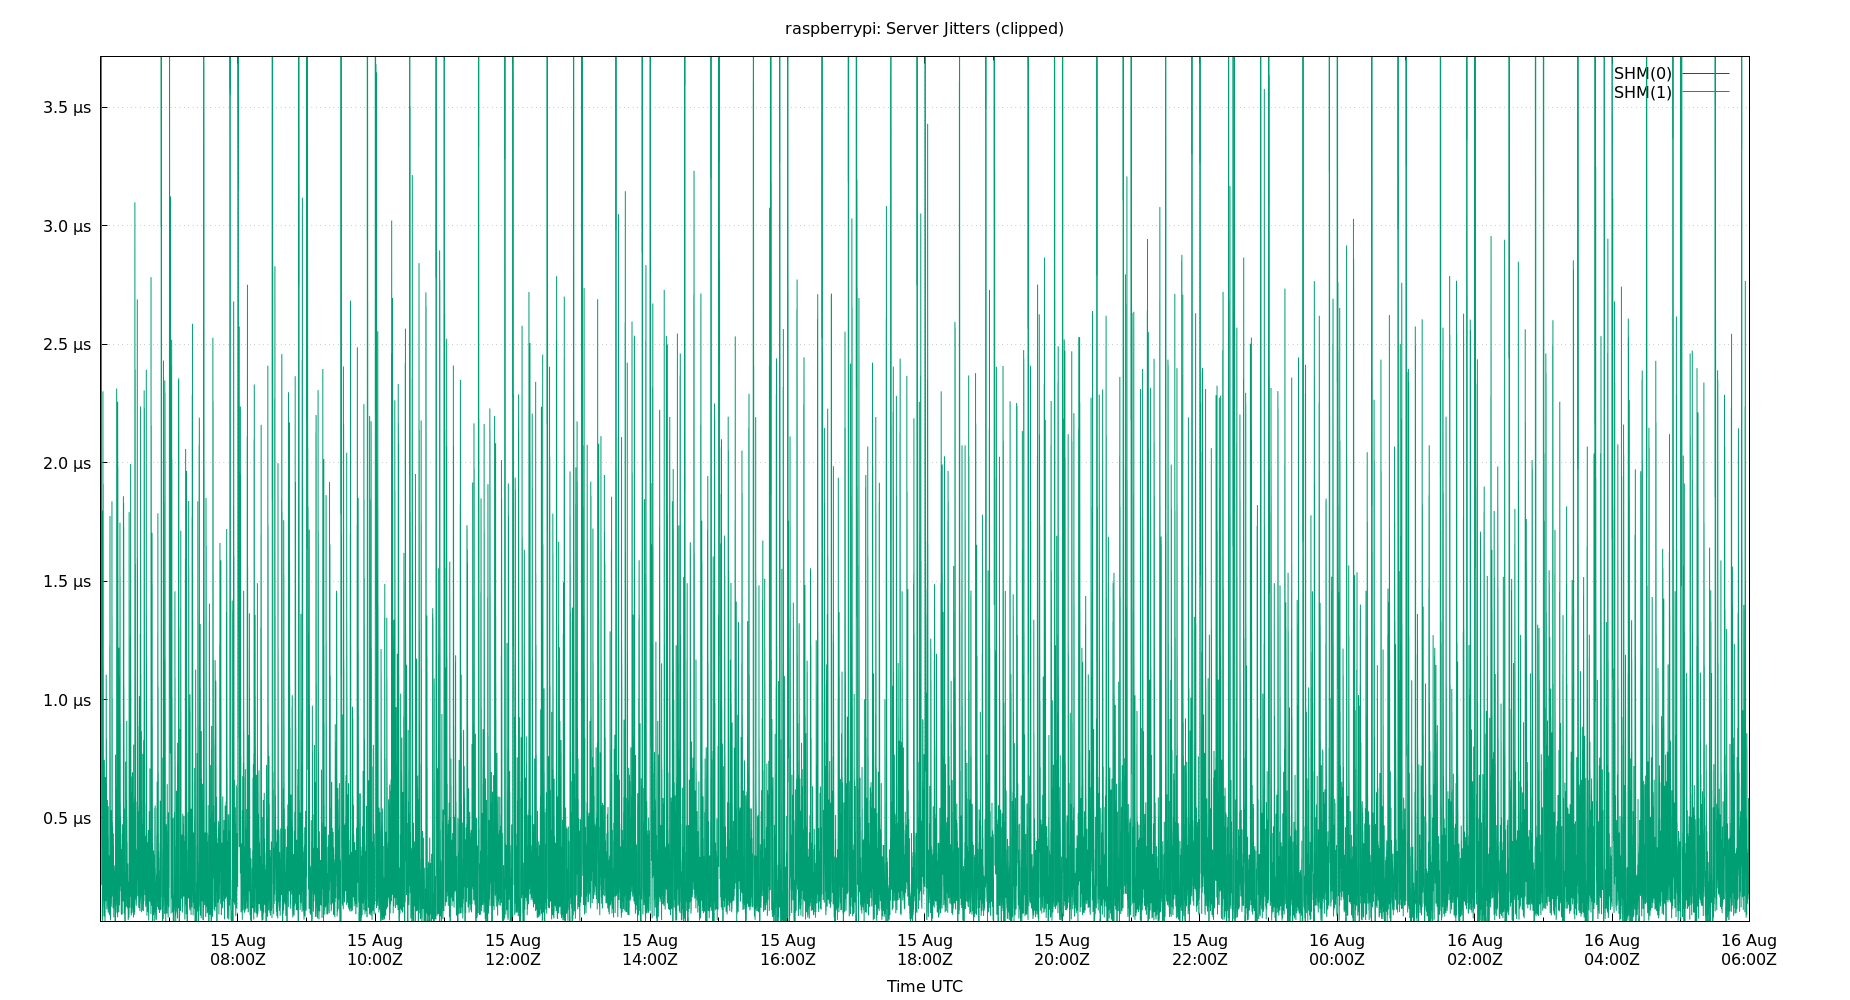 raspberrypi: Server Jitters (clipped)
SHM(0)
SHM(1)
3.5 µs
3.0 µs
2.5 µs
2.0 µs
1.5 µs
1.0 µs
0.5 µs
15 Aug 15 Aug 15 Aug 15 Aug 15 Aug 15 Aug 15 Aug 15 Aug 16 Aug 16 Aug 16 Aug 16 Aug
08:00Z 10:00Z 12:00Z 14:00Z 16:00Z 18:00Z 20:00Z 22:00Z 00:00Z 02:00Z 04:00Z 06:00Z
Time UTC